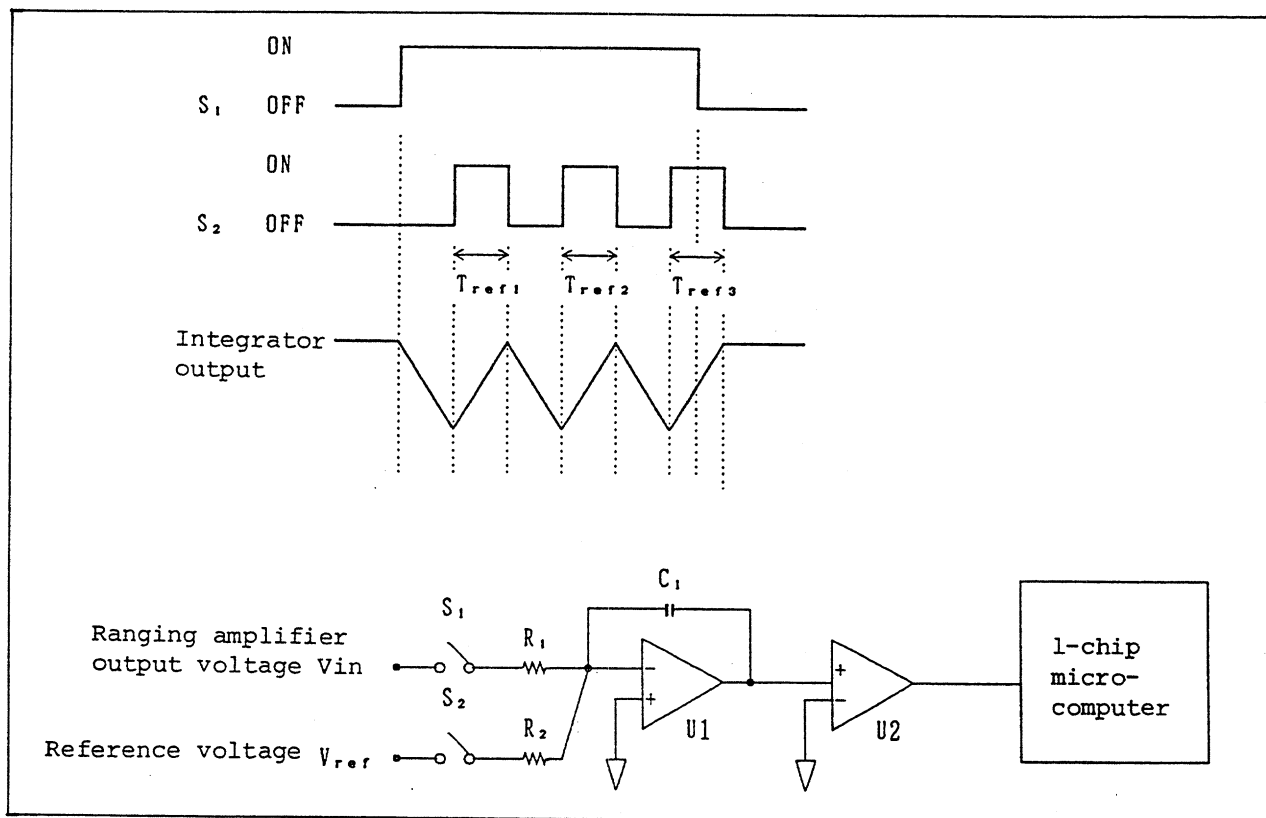 ON
S₁ OFF
ON
S₂ OFF
Tref1 Tref2 Tref3
Integrator
output
C₁
S₁
Ranging amplifier
output voltage Vin
R₁
-
+
U1
+
-
U2
1-chip
micro-
computer
S₂
R₂
Reference voltage Vref